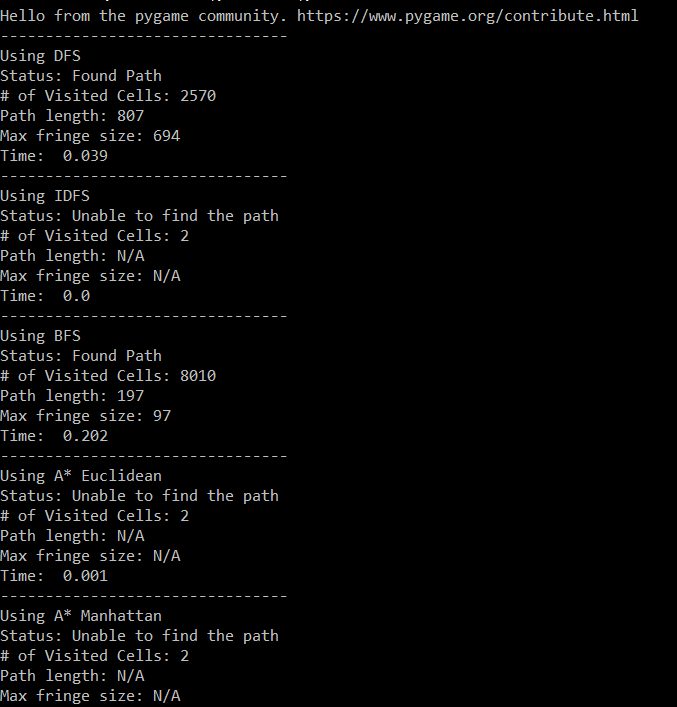 Hello from the pygame community. https://www.pygame.org/contribute.html
--------------------------------
Using DFS
Status: Found Path
# of Visited Cells: 2570
Path length: 807
Max fringe size: 694
Time:  0.039
--------------------------------
Using IDFS
Status: Unable to find the path
# of Visited Cells: 2
Path length: N/A
Max fringe size: N/A
Time:  0.0
--------------------------------
Using BFS
Status: Found Path
# of Visited Cells: 8010
Path length: 197
Max fringe size: 97
Time:  0.202
--------------------------------
Using A* Euclidean
Status: Unable to find the path
# of Visited Cells: 2
Path length: N/A
Max fringe size: N/A
Time:  0.001
--------------------------------
Using A* Manhattan
Status: Unable to find the path
# of Visited Cells: 2
Path length: N/A
Max fringe size: N/A